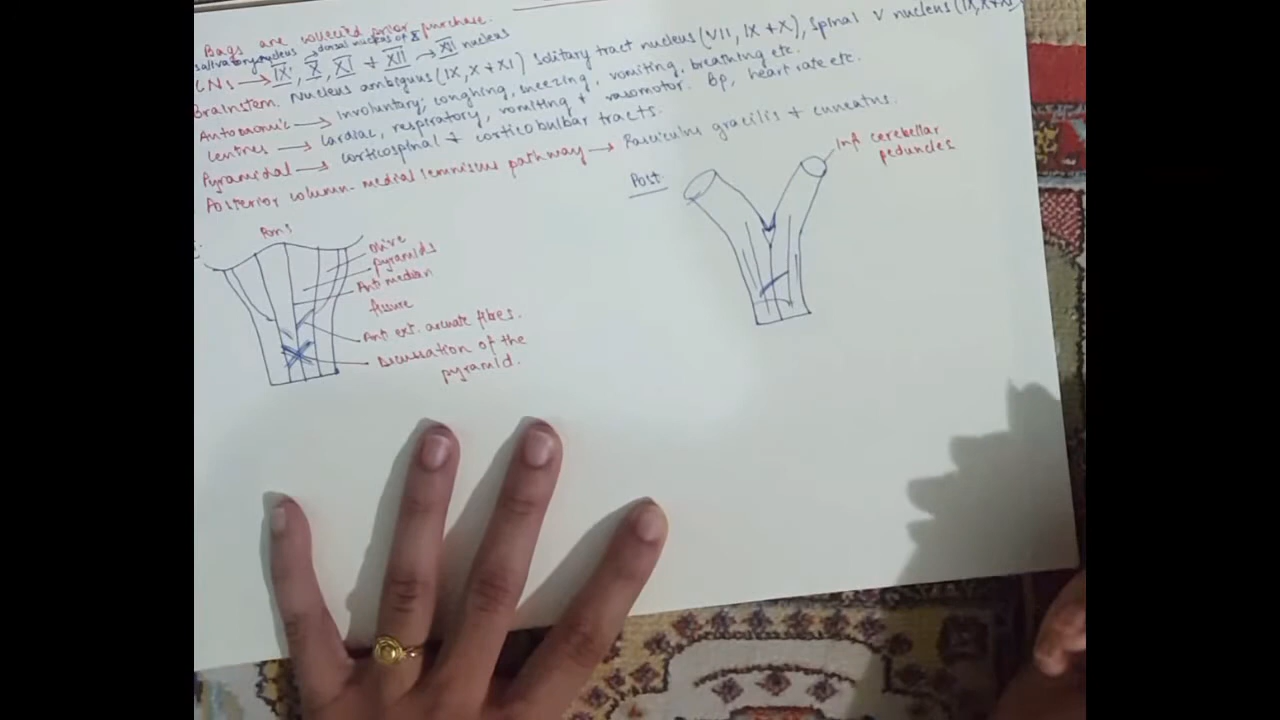 Bags are collected prior purchase.
salivatory nucleus dorsal nucleus of X
CNs → IX, X, XI + XII → XII nucleus
Brainstem. Nucleus ambiguus (IX, X + XI) Solitary tract nucleus (VII, IX + X), spinal V nucleus (IX, X + X)
Autonomic → involuntary; coughing, sneezing, vomiting, breathing etc.
Centres → cardiac, respiratory, vomiting + vasomotor. Bp, heart rate etc.
Pyramidal → corticospinal + corticobulbar tracts.
Posterior column-medial lemniscus pathway → Fasciculus gracilis + cuneatus.
Pons
olive
pyramids
Ant median
fissure
Ant ext. arcuate fibres.
Decussation of the
pyramid.
Post.
Inf cerebellar
peduncles